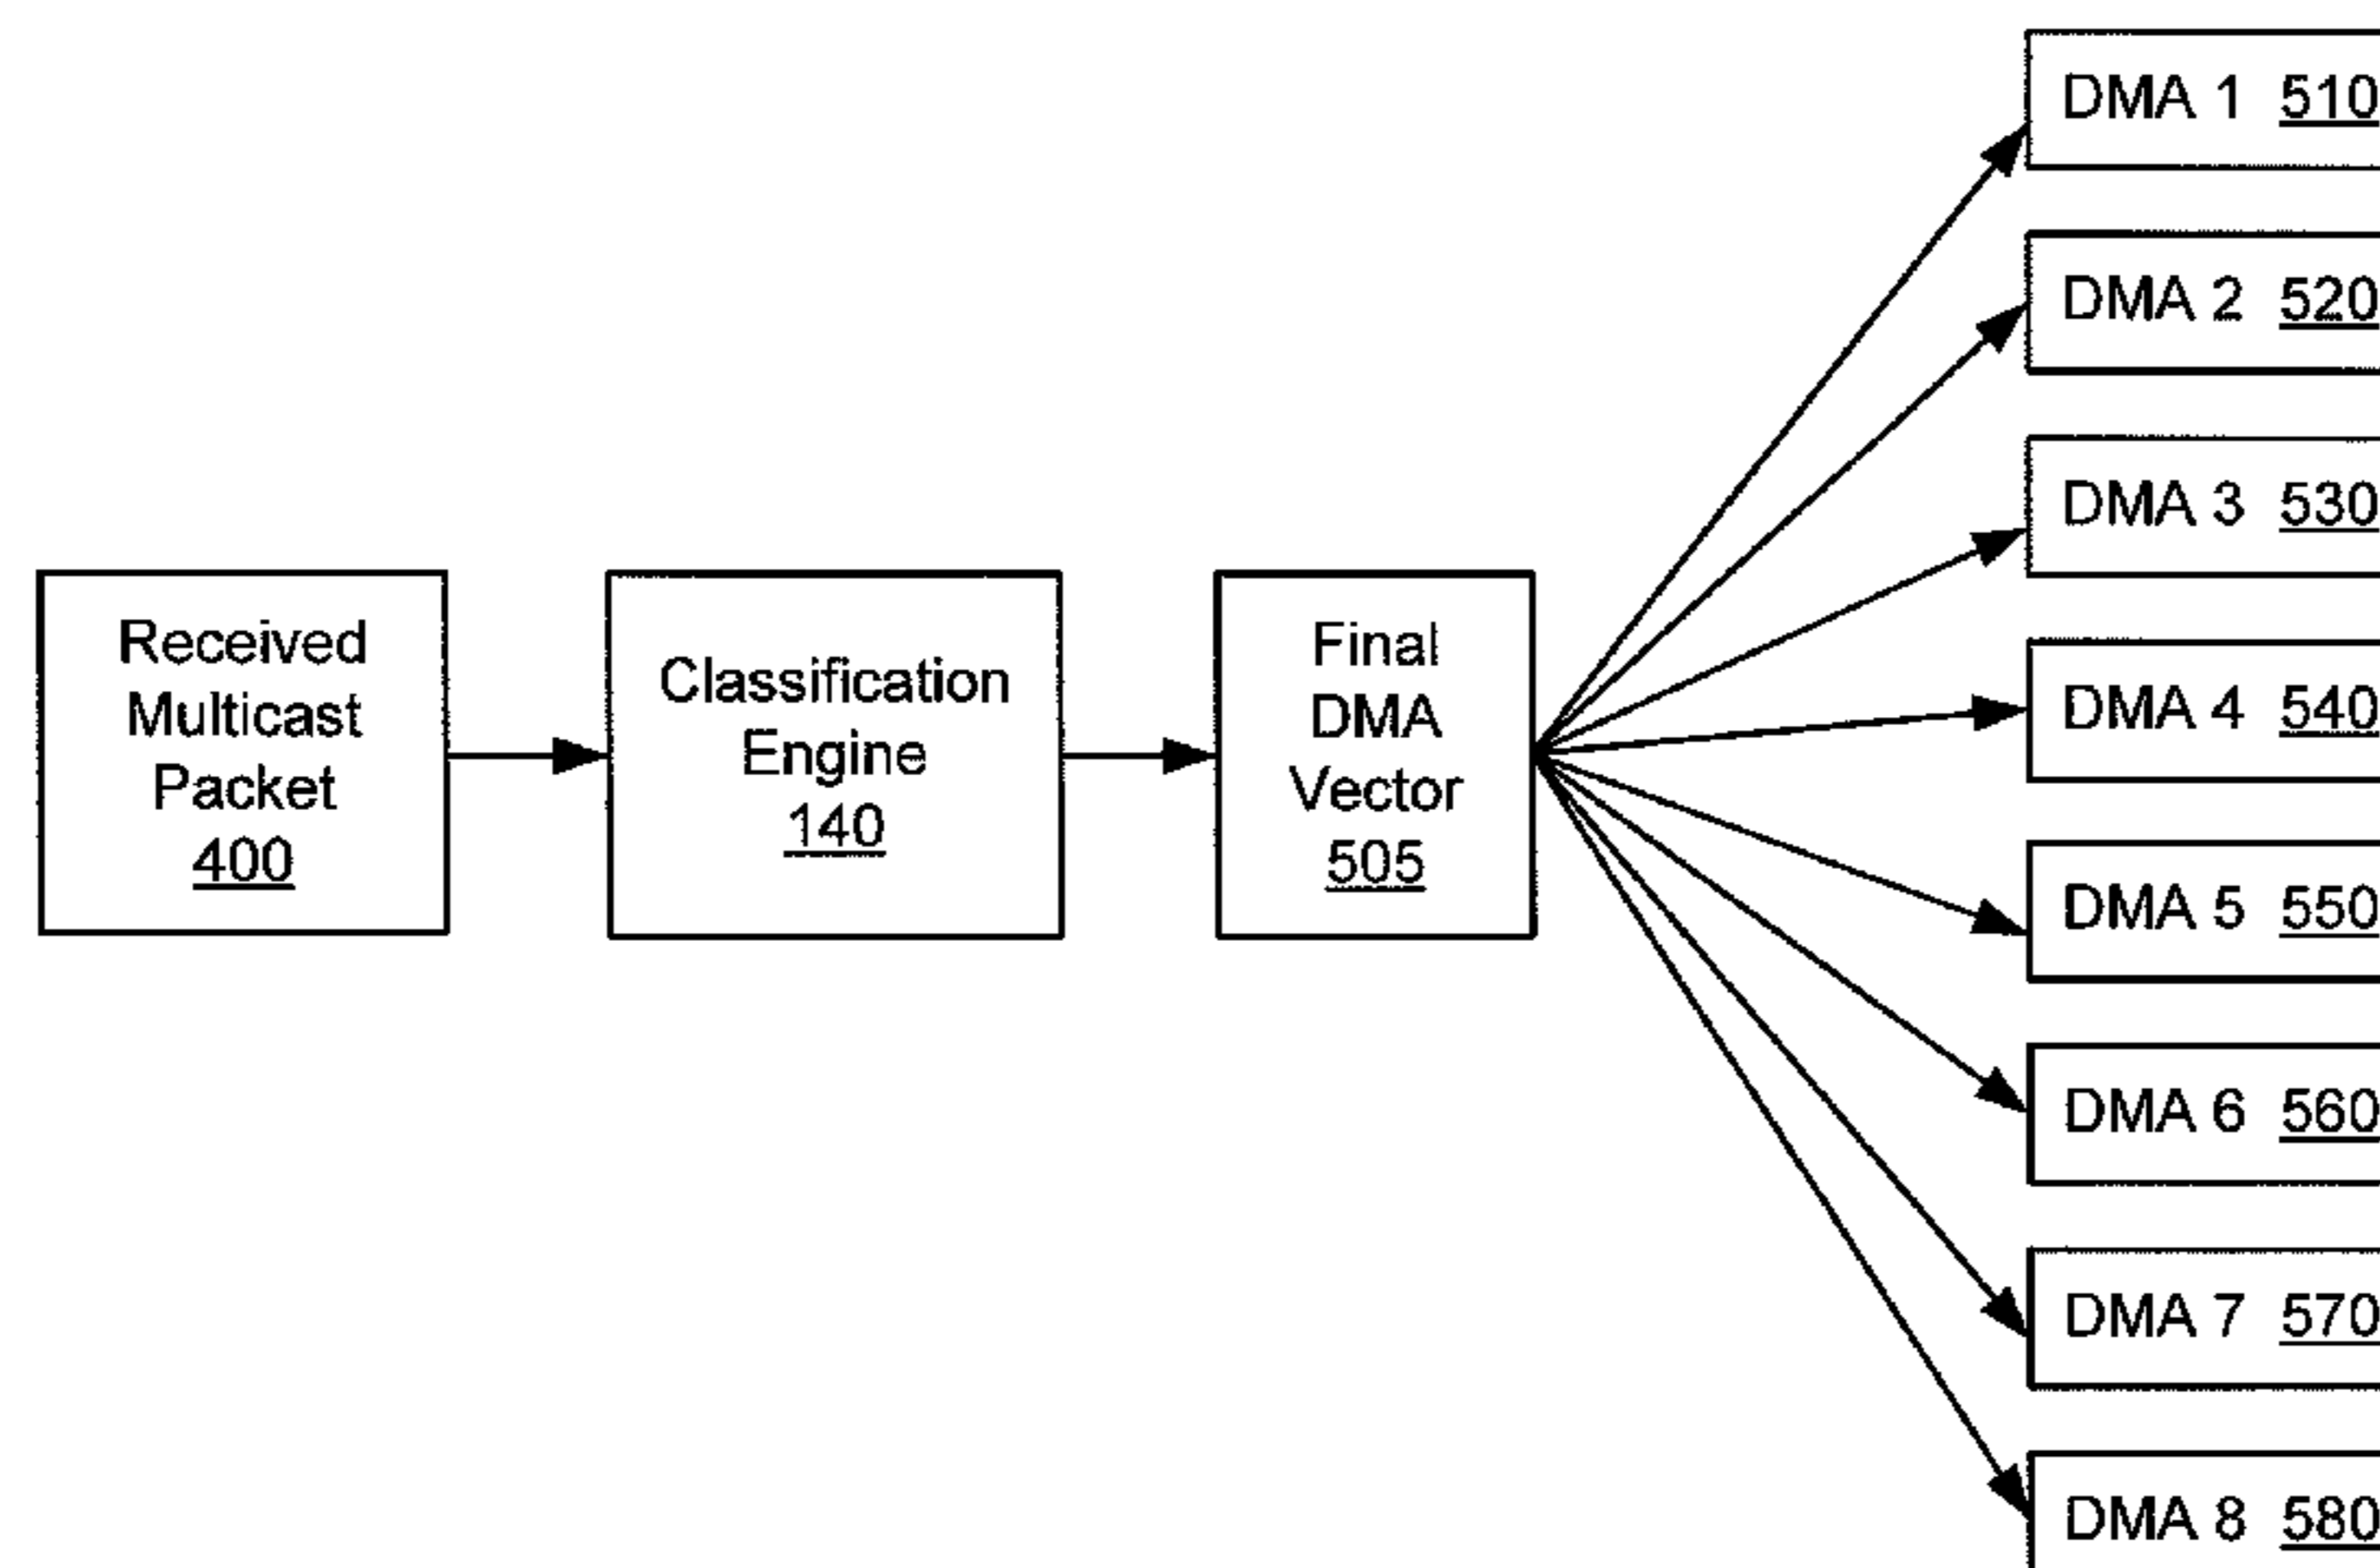 Received
Multicast
Packet
400
Classification
Engine
140
Final
DMA
Vector
505
DMA 1 510
DMA 2 520
DMA 3 530
DMA 4 540
DMA 5 550
DMA 6 560
DMA 7 570
DMA 8 580